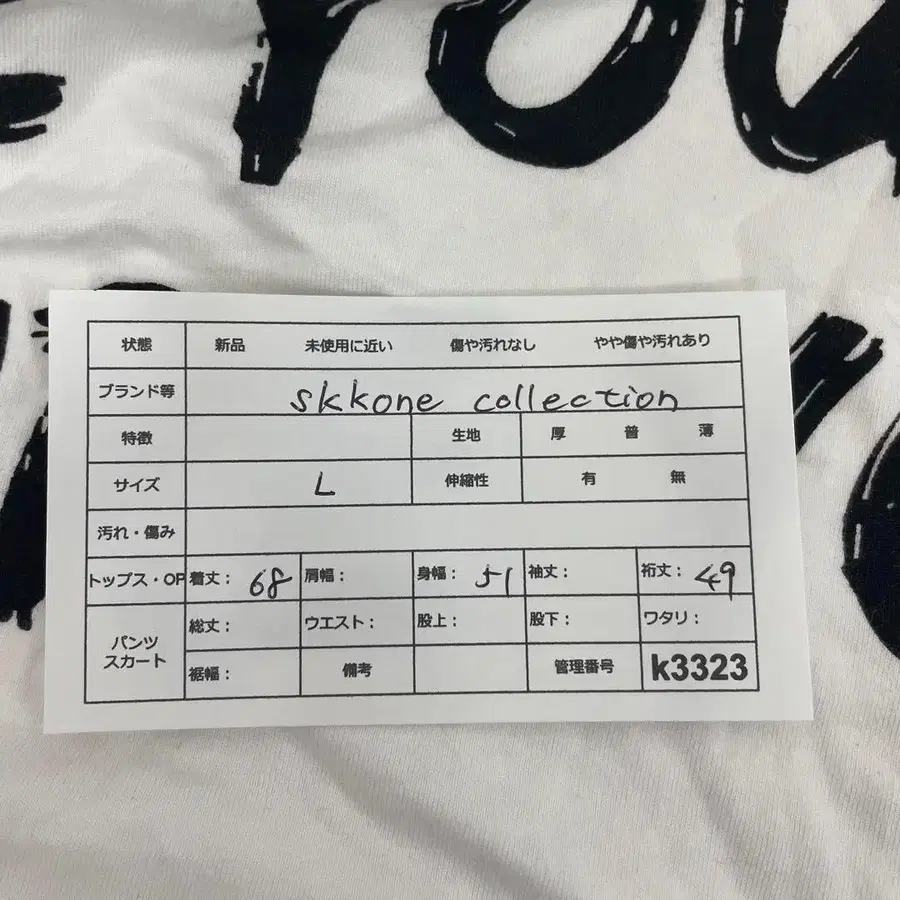 You
状態 新品 未使用に近い 傷や汚れなし やや傷や汚れあり
ブランド等 skkone collection
特徴 生地 厚 普 薄
サイズ L 伸縮性 有 無
汚れ・傷み
トップス・OP 着丈： 68 肩幅： 身幅： 51 袖丈： 裄丈： 49
パンツ スカート 総丈： ウエスト： 股上： 股下： ワタリ：
裾幅： 備考 管理番号 k3323